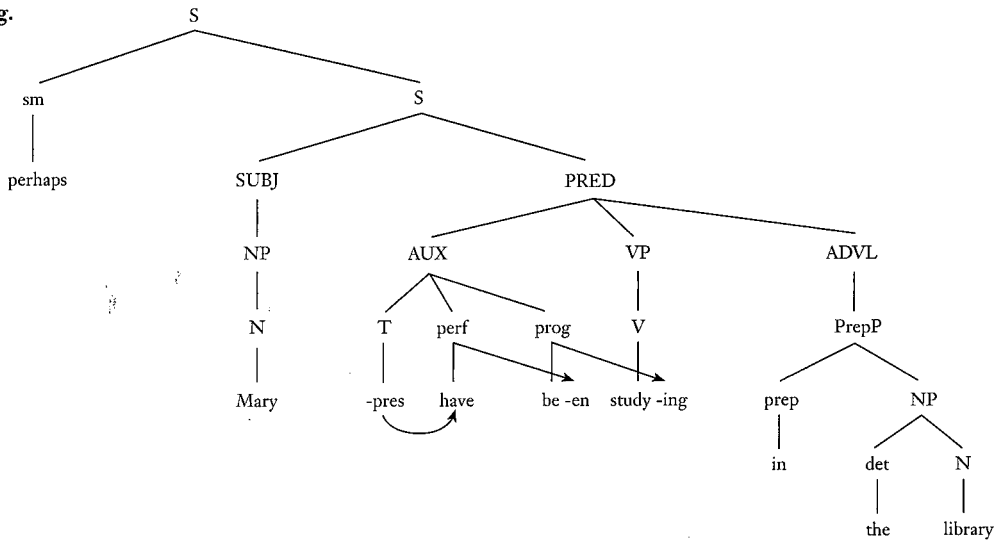 g.
S
sm S
perhaps SUBJ PRED
NP AUX VP ADVL
N T perf prog V PrepP
Mary -pres have be -en study -ing prep NP
in det N
the library